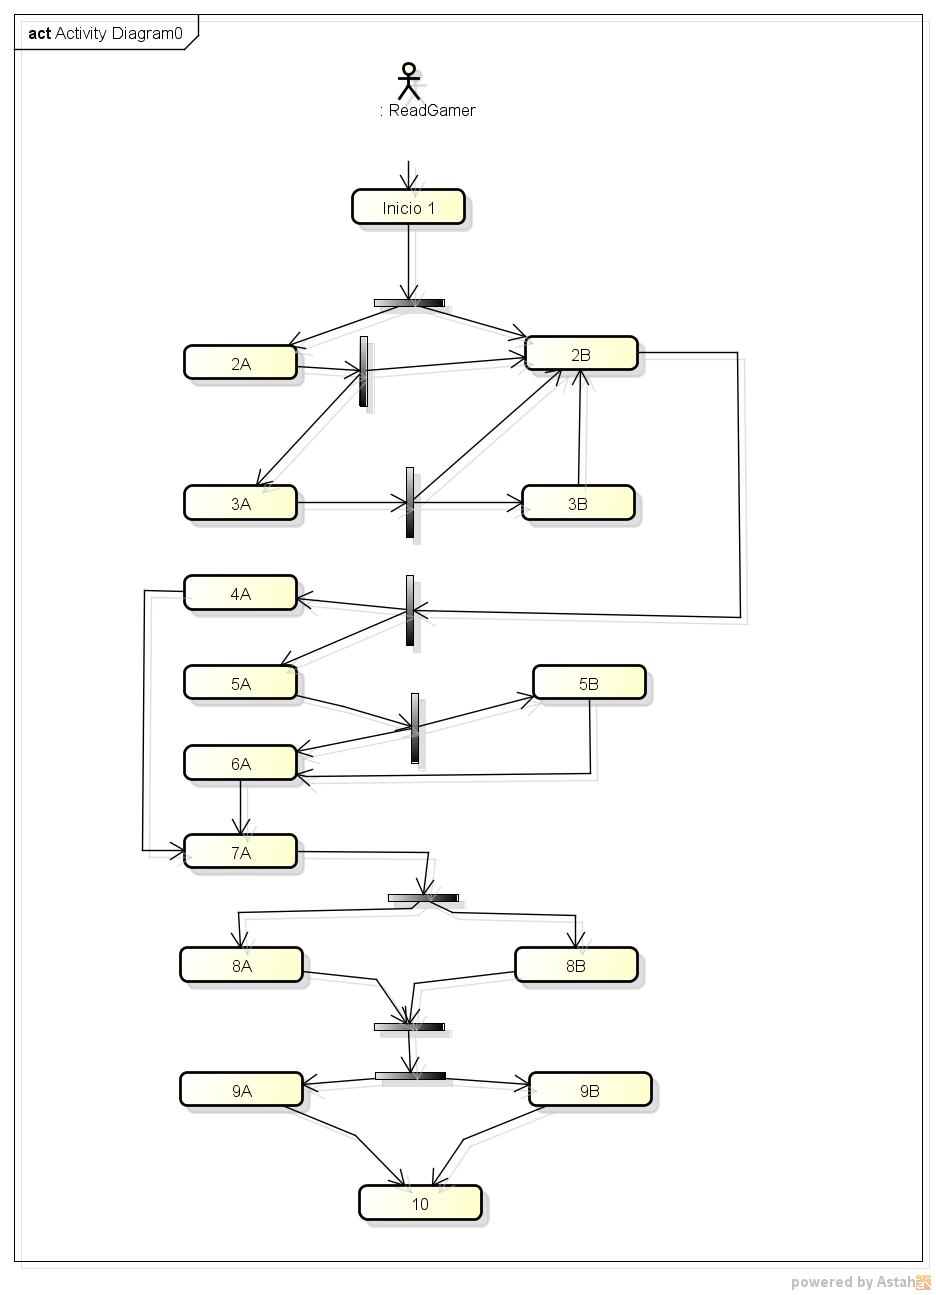 act Activity Diagram0
: ReadGamer
Inicio 1
2A
2B
3A
3B
4A
5A
5B
6A
7A
8A
8B
9A
9B
10
powered by Astah